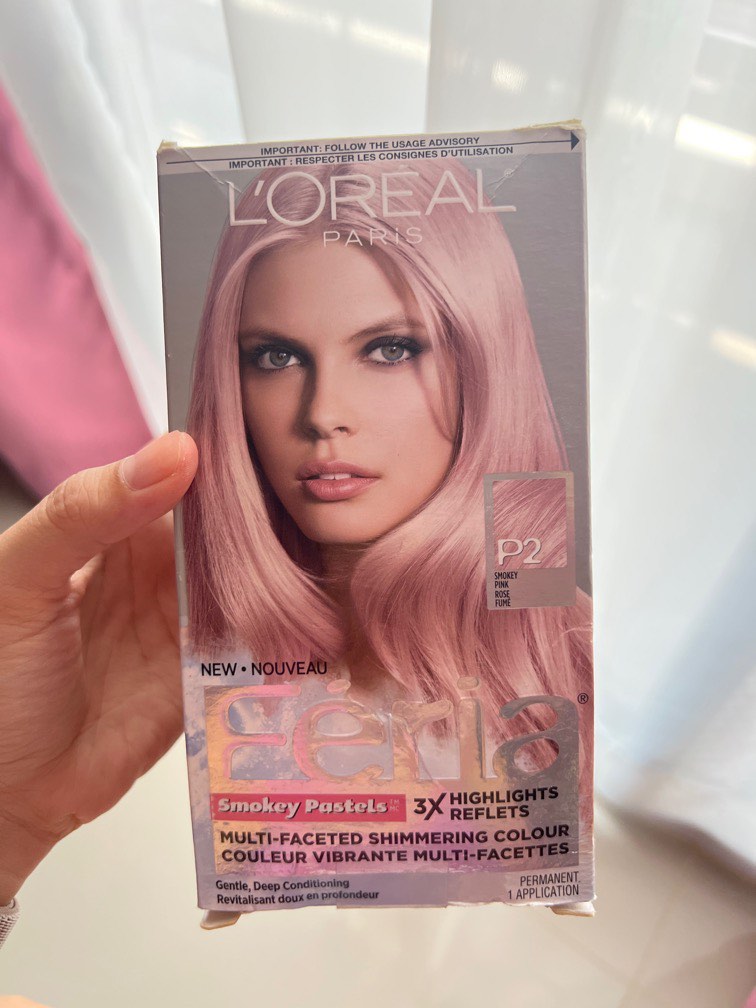 IMPORTANT: FOLLOW THE USAGE ADVISORY
IMPORTANT : RESPECTER LES CONSIGNES D'UTILISATION
L'ORÉAL
PARIS
P2
SMOKEY
PINK
ROSE
FUMÉ
NEW • NOUVEAU
Féria®
Smokey Pastels TM MC
3X HIGHLIGHTS
REFLETS
MULTI-FACETED SHIMMERING COLOUR
COULEUR VIBRANTE MULTI-FACETTES
Gentle, Deep Conditioning
Revitalisant doux en profondeur
PERMANENT
1 APPLICATION